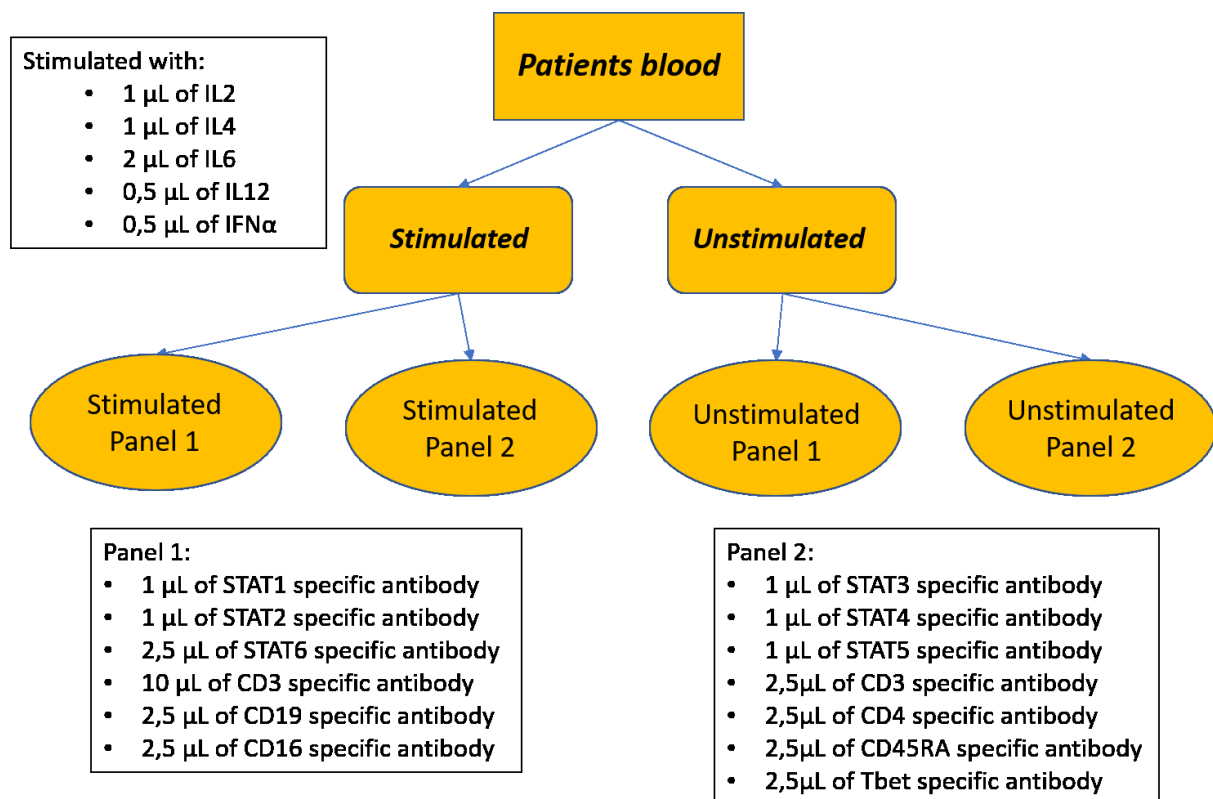 Patients blood
Stimulated with:
• 1 µL of IL2
• 1 µL of IL4
• 2 µL of IL6
• 0,5 µL of IL12
• 0,5 µL of IFNα
Stimulated
Unstimulated
Stimulated
Panel 1
Stimulated
Panel 2
Unstimulated
Panel 1
Unstimulated
Panel 2
Panel 1:
• 1 µL of STAT1 specific antibody
• 1 µL of STAT2 specific antibody
• 2,5 µL of STAT6 specific antibody
• 10 µL of CD3 specific antibody
• 2,5 µL of CD19 specific antibody
• 2,5 µL of CD16 specific antibody
Panel 2:
• 1 µL of STAT3 specific antibody
• 1 µL of STAT4 specific antibody
• 1 µL of STAT5 specific antibody
• 2,5µL of CD3 specific antibody
• 2,5µL of CD4 specific antibody
• 2,5µL of CD45RA specific antibody
• 2,5µL of Tbet specific antibody